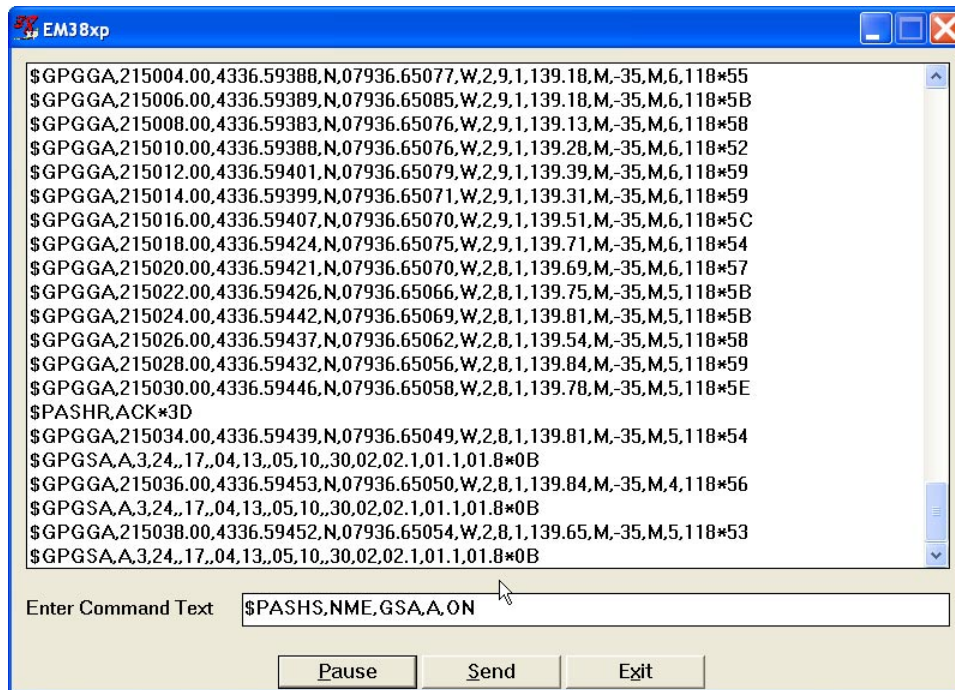 EM38xp
$GPGGA,215004.00,4336.59388,N,07936.65077,W,2,9,1,139.18,M,-35,M,6,118*55
$GPGGA,215006.00,4336.59389,N,07936.65085,W,2,9,1,139.18,M,-35,M,6,118*5B
$GPGGA,215008.00,4336.59383,N,07936.65076,W,2,9,1,139.13,M,-35,M,6,118*58
$GPGGA,215010.00,4336.59388,N,07936.65076,W,2,9,1,139.28,M,-35,M,6,118*52
$GPGGA,215012.00,4336.59401,N,07936.65079,W,2,9,1,139.39,M,-35,M,6,118*59
$GPGGA,215014.00,4336.59399,N,07936.65071,W,2,9,1,139.31,M,-35,M,6,118*59
$GPGGA,215016.00,4336.59407,N,07936.65070,W,2,9,1,139.51,M,-35,M,6,118*5C
$GPGGA,215018.00,4336.59424,N,07936.65075,W,2,9,1,139.71,M,-35,M,6,118*54
$GPGGA,215020.00,4336.59421,N,07936.65070,W,2,8,1,139.69,M,-35,M,6,118*57
$GPGGA,215022.00,4336.59426,N,07936.65066,W,2,8,1,139.75,M,-35,M,5,118*5B
$GPGGA,215024.00,4336.59442,N,07936.65069,W,2,8,1,139.81,M,-35,M,5,118*5B
$GPGGA,215026.00,4336.59437,N,07936.65062,W,2,8,1,139.54,M,-35,M,5,118*58
$GPGGA,215028.00,4336.59432,N,07936.65056,W,2,8,1,139.84,M,-35,M,5,118*59
$GPGGA,215030.00,4336.59446,N,07936.65058,W,2,8,1,139.78,M,-35,M,5,118*5E
$PASHR,ACK*3D
$GPGGA,215034.00,4336.59439,N,07936.65049,W,2,8,1,139.81,M,-35,M,5,118*54
$GPGSA,A,3,24,,17,,04,13,,05,10,,30,02,02.1,01.1,01.8*0B
$GPGGA,215036.00,4336.59453,N,07936.65050,W,2,8,1,139.84,M,-35,M,4,118*56
$GPGSA,A,3,24,,17,,04,13,,05,10,,30,02,02.1,01.1,01.8*0B
$GPGGA,215038.00,4336.59452,N,07936.65054,W,2,8,1,139.65,M,-35,M,5,118*53
$GPGSA,A,3,24,,17,,04,13,,05,10,,30,02,02.1,01.1,01.8*0B
Enter Command Text $PASHS,NME,GSA,A,ON
Pause Send Exit